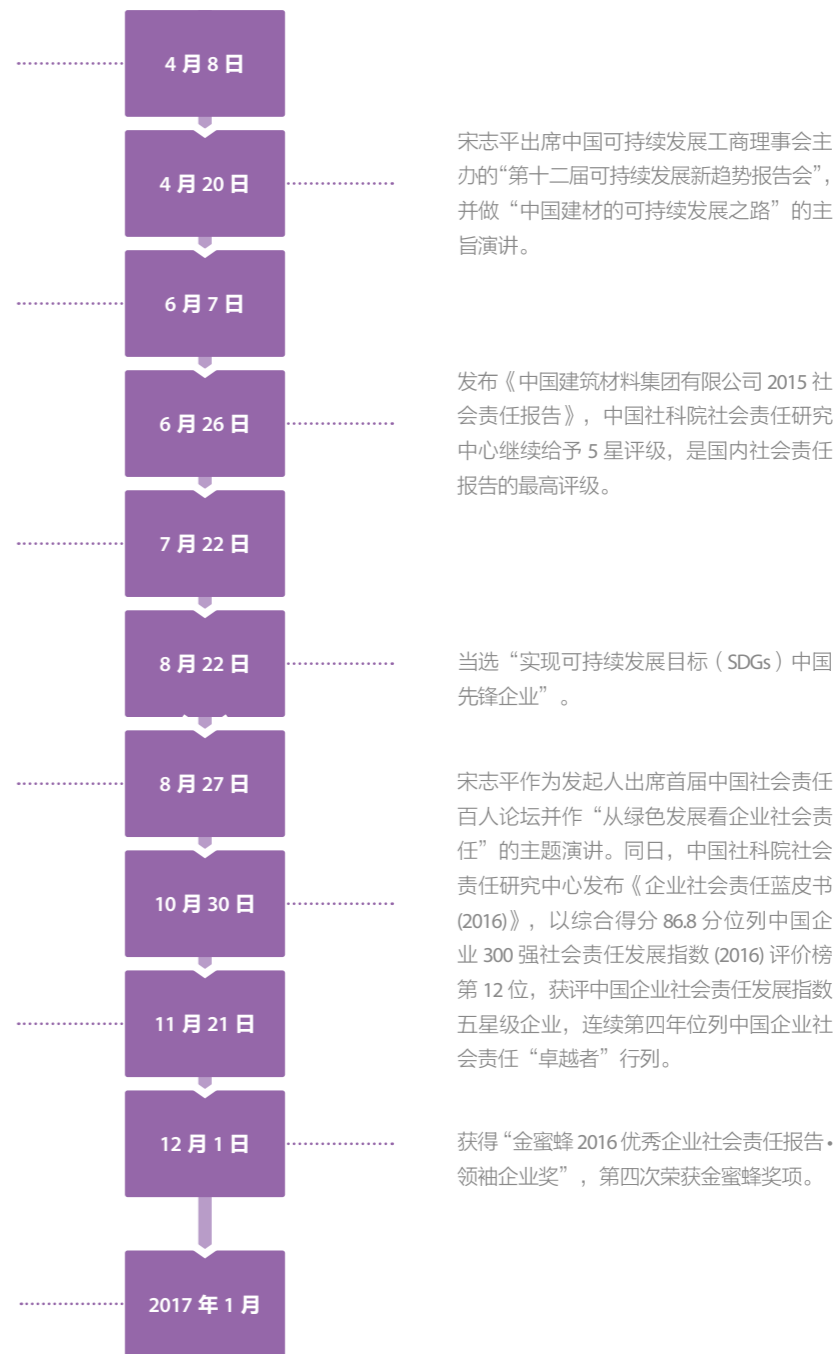 4 月 8 日
4 月 20 日
宋志平出席中国可持续发展工商理事会主
办的“第十二届可持续发展新趋势报告会”，
并做“中国建材的可持续发展之路”的主
旨演讲。
6 月 7 日
6 月 26 日
发布《中国建筑材料集团有限公司 2015 社
会责任报告》，中国社科院社会责任研究
中心继续给予 5 星评级，是国内社会责任
报告的最高评级。
7 月 22 日
8 月 22 日
当选“实现可持续发展目标（SDGs）中国
先锋企业”。
8 月 27 日
10 月 30 日
宋志平作为发起人出席首届中国社会责任
百人论坛并作“从绿色发展看企业社会责
任”的主题演讲。同日，中国社科院社会
责任研究中心发布《企业社会责任蓝皮书
(2016)》，以综合得分 86.8 分位列中国企
业 300 强社会责任发展指数 (2016) 评价榜
第 12 位，获评中国企业社会责任发展指数
五星级企业，连续第四年位列中国企业社
会责任“卓越者”行列。
11 月 21 日
12 月 1 日
获得“金蜜蜂 2016 优秀企业社会责任报告•
领袖企业奖”，第四次荣获金蜜蜂奖项。
2017 年 1 月